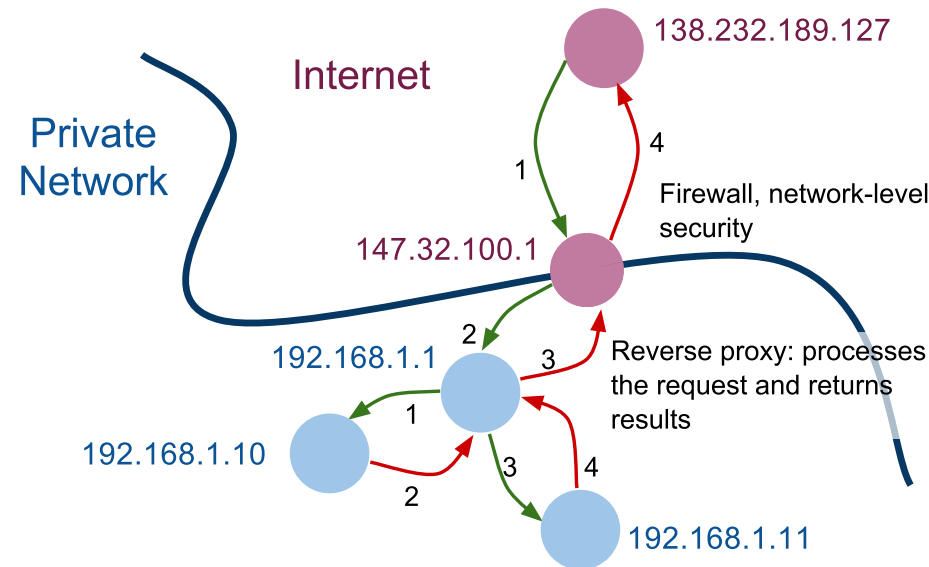 138.232.189.127
Internet
Private
Network
1
4
Firewall, network-level
security
147.32.100.1
2
192.168.1.1
3
Reverse proxy: processes
the request and returns
results
1
192.168.1.10
2
3
4
192.168.1.11